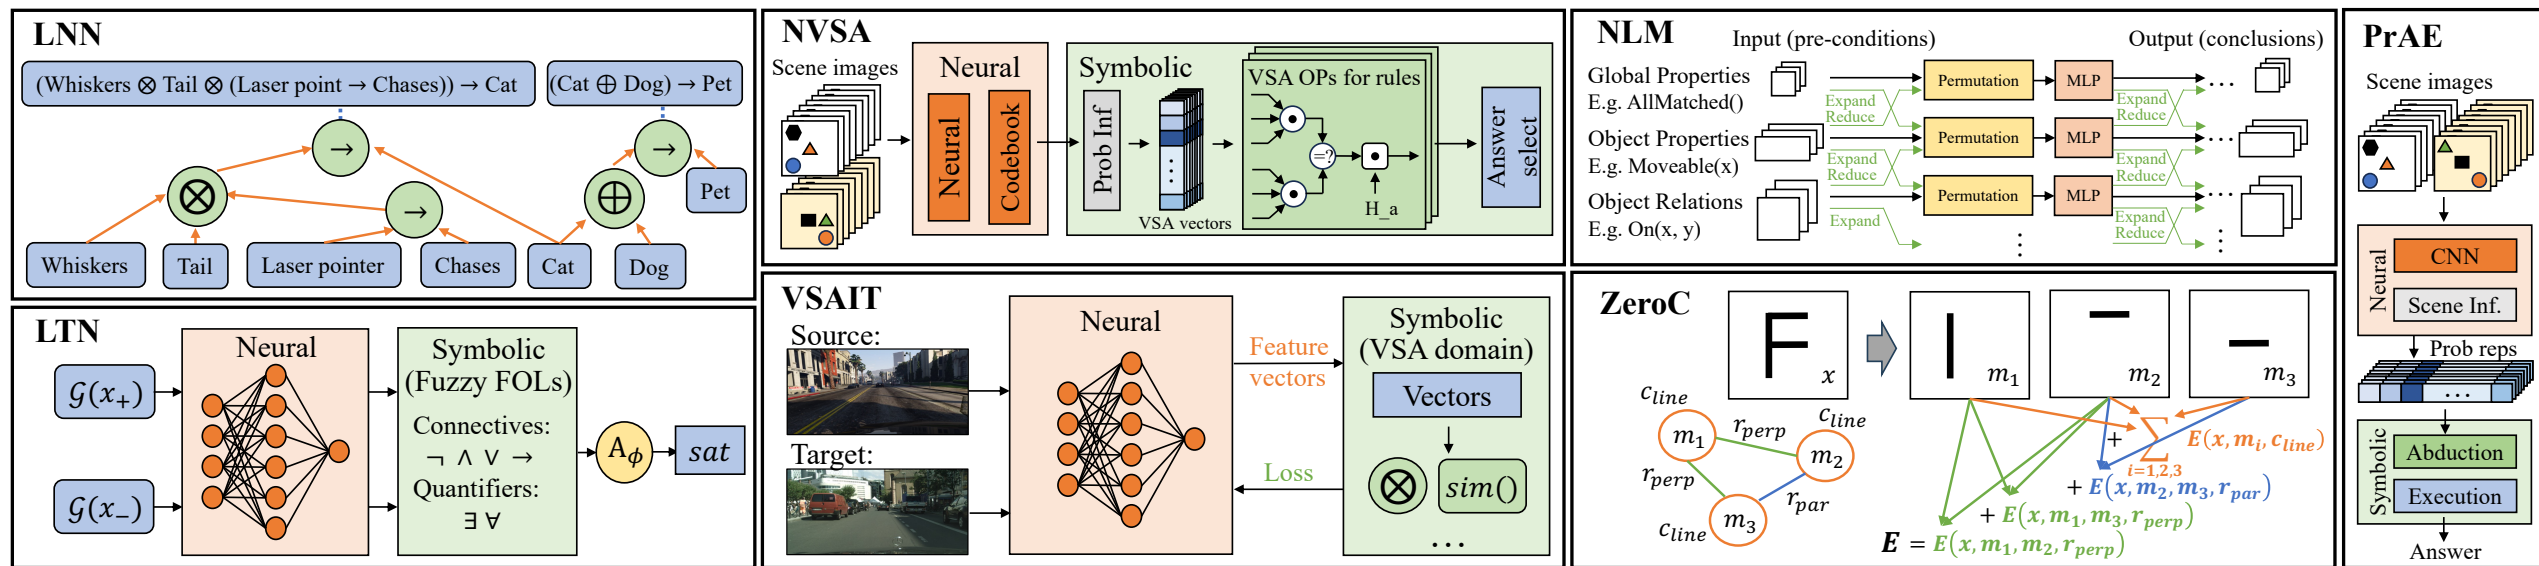 LNN
(Whiskers ⊗ Tail ⊗ (Laser point → Chases)) → Cat
(Cat ⊕ Dog) → Pet
→
→
⊗
→
⊕
Pet
Whiskers
Tail
Laser pointer
Chases
Cat
Dog
LTN
𝒢(x₊)
𝒢(x₋)
Neural
Symbolic
(Fuzzy FOLs)
Connectives:
¬ ∧ ∨ →
Quantifiers:
∃ ∀
A_ϕ
sat
NVSA
Scene images
Neural
Neural
Codebook
Symbolic
Prob Inf
VSA vectors
VSA OPs for rules
=?
H_a
Answer
select
VSAIT
Source:
Target:
Neural
Feature
vectors
Loss
Symbolic
(VSA domain)
Vectors
⊗
sim()
...
NLM
Input (pre-conditions)
Output (conclusions)
Global Properties
E.g. AllMatched()
Expand
Reduce
Permutation
MLP
Expand
Reduce
...
Object Properties
E.g. Moveable(x)
Expand
Reduce
Permutation
MLP
Expand
Reduce
...
Object Relations
E.g. On(x, y)
Expand
Permutation
MLP
Expand
Reduce
...
ZeroC
x
m₁
m₂
m₃
c_line
m₁
r_perp
c_line
m₂
r_perp
r_par
c_line
m₃
+ ∑ E(x, m_i, c_line)
i=1,2,3
+ E(x, m₂, m₃, r_par)
+ E(x, m₁, m₃, r_perp)
E = E(x, m₁, m₂, r_perp)
PrAE
Scene images
Neural
CNN
Scene Inf.
Prob reps
...
Symbolic
Abduction
Execution
Answer